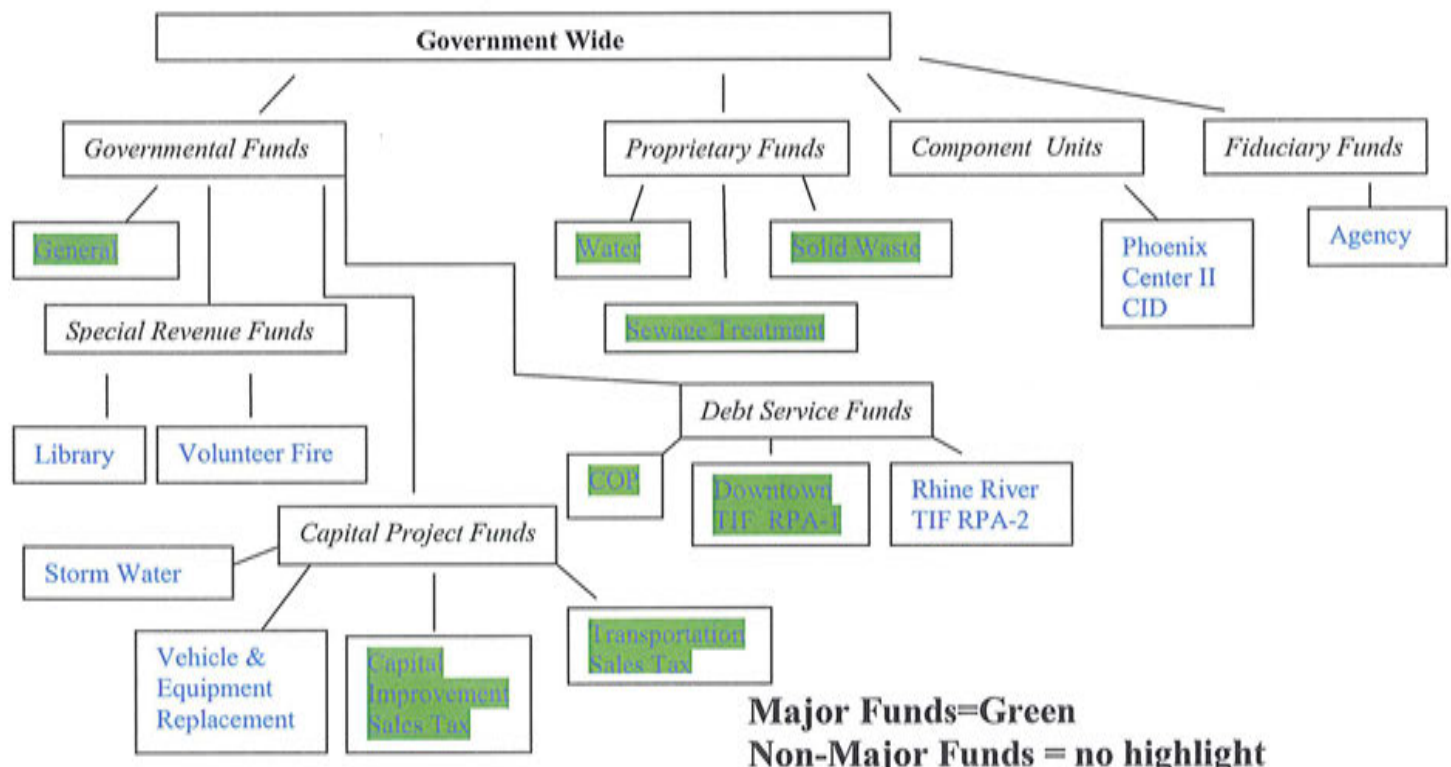 Government Wide
Governmental Funds
Proprietary Funds
Component Units
Fiduciary Funds
General
Water
Solid Waste
Phoenix
Center II
CID
Agency
Special Revenue Funds
Sewage Treatment
Debt Service Funds
Library
Volunteer Fire
COP
Downtown
TIF RPA-1
Rhine River
TIF RPA-2
Capital Project Funds
Storm Water
Vehicle &
Equipment
Replacement
Capital
Improvement
Sales Tax
Transportation
Sales Tax
Major Funds=Green
Non-Major Funds = no highlight